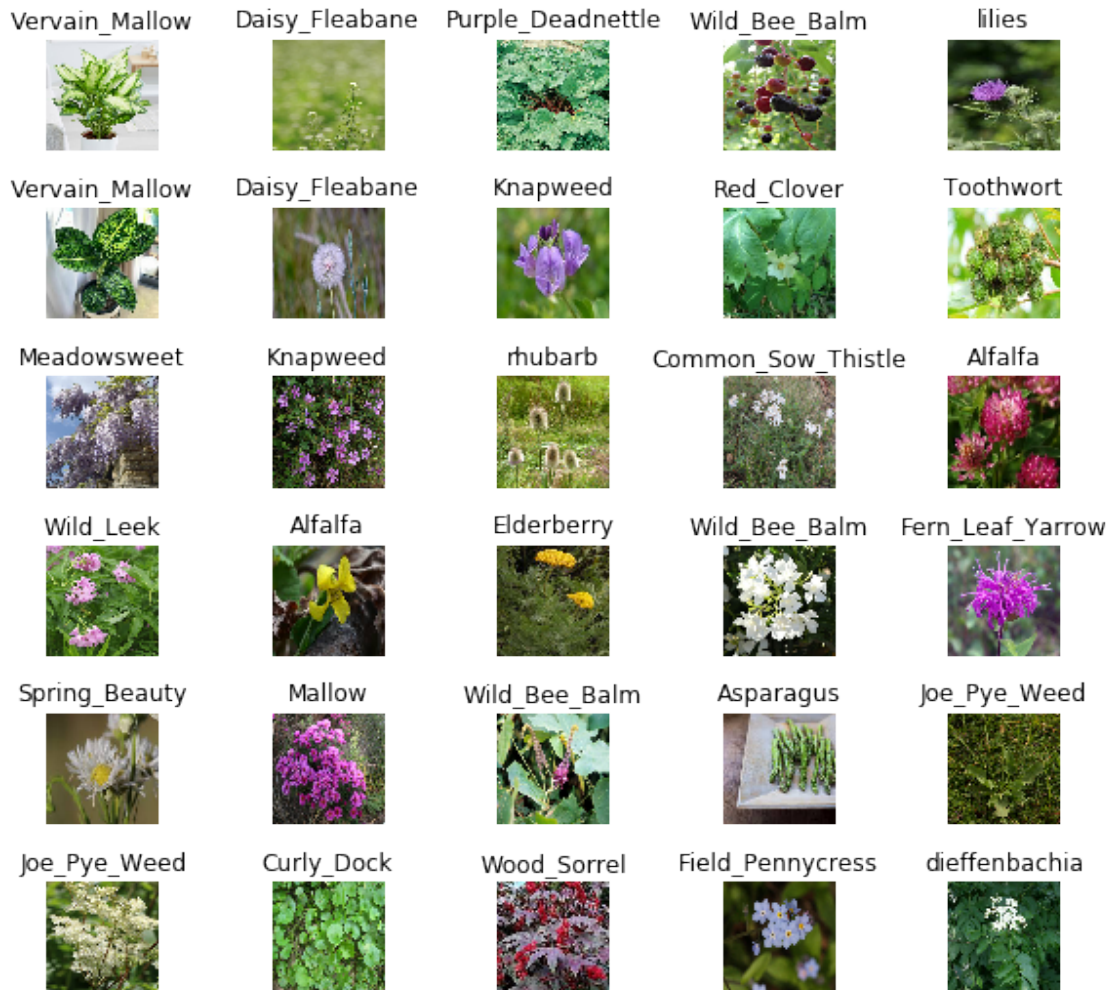 Vervain_Mallow Daisy_Fleabane Purple_Deadnettle Wild_Bee_Balm lilies
Vervain_Mallow Daisy_Fleabane Knapweed Red_Clover Toothwort
Meadowsweet Knapweed rhubarb Common_Sow_Thistle Alfalfa
Wild_Leek Alfalfa Elderberry Wild_Bee_Balm Fern_Leaf_Yarrow
Spring_Beauty Mallow Wild_Bee_Balm Asparagus Joe_Pye_Weed
Joe_Pye_Weed Curly_Dock Wood_Sorrel Field_Pennycress dieffenbachia